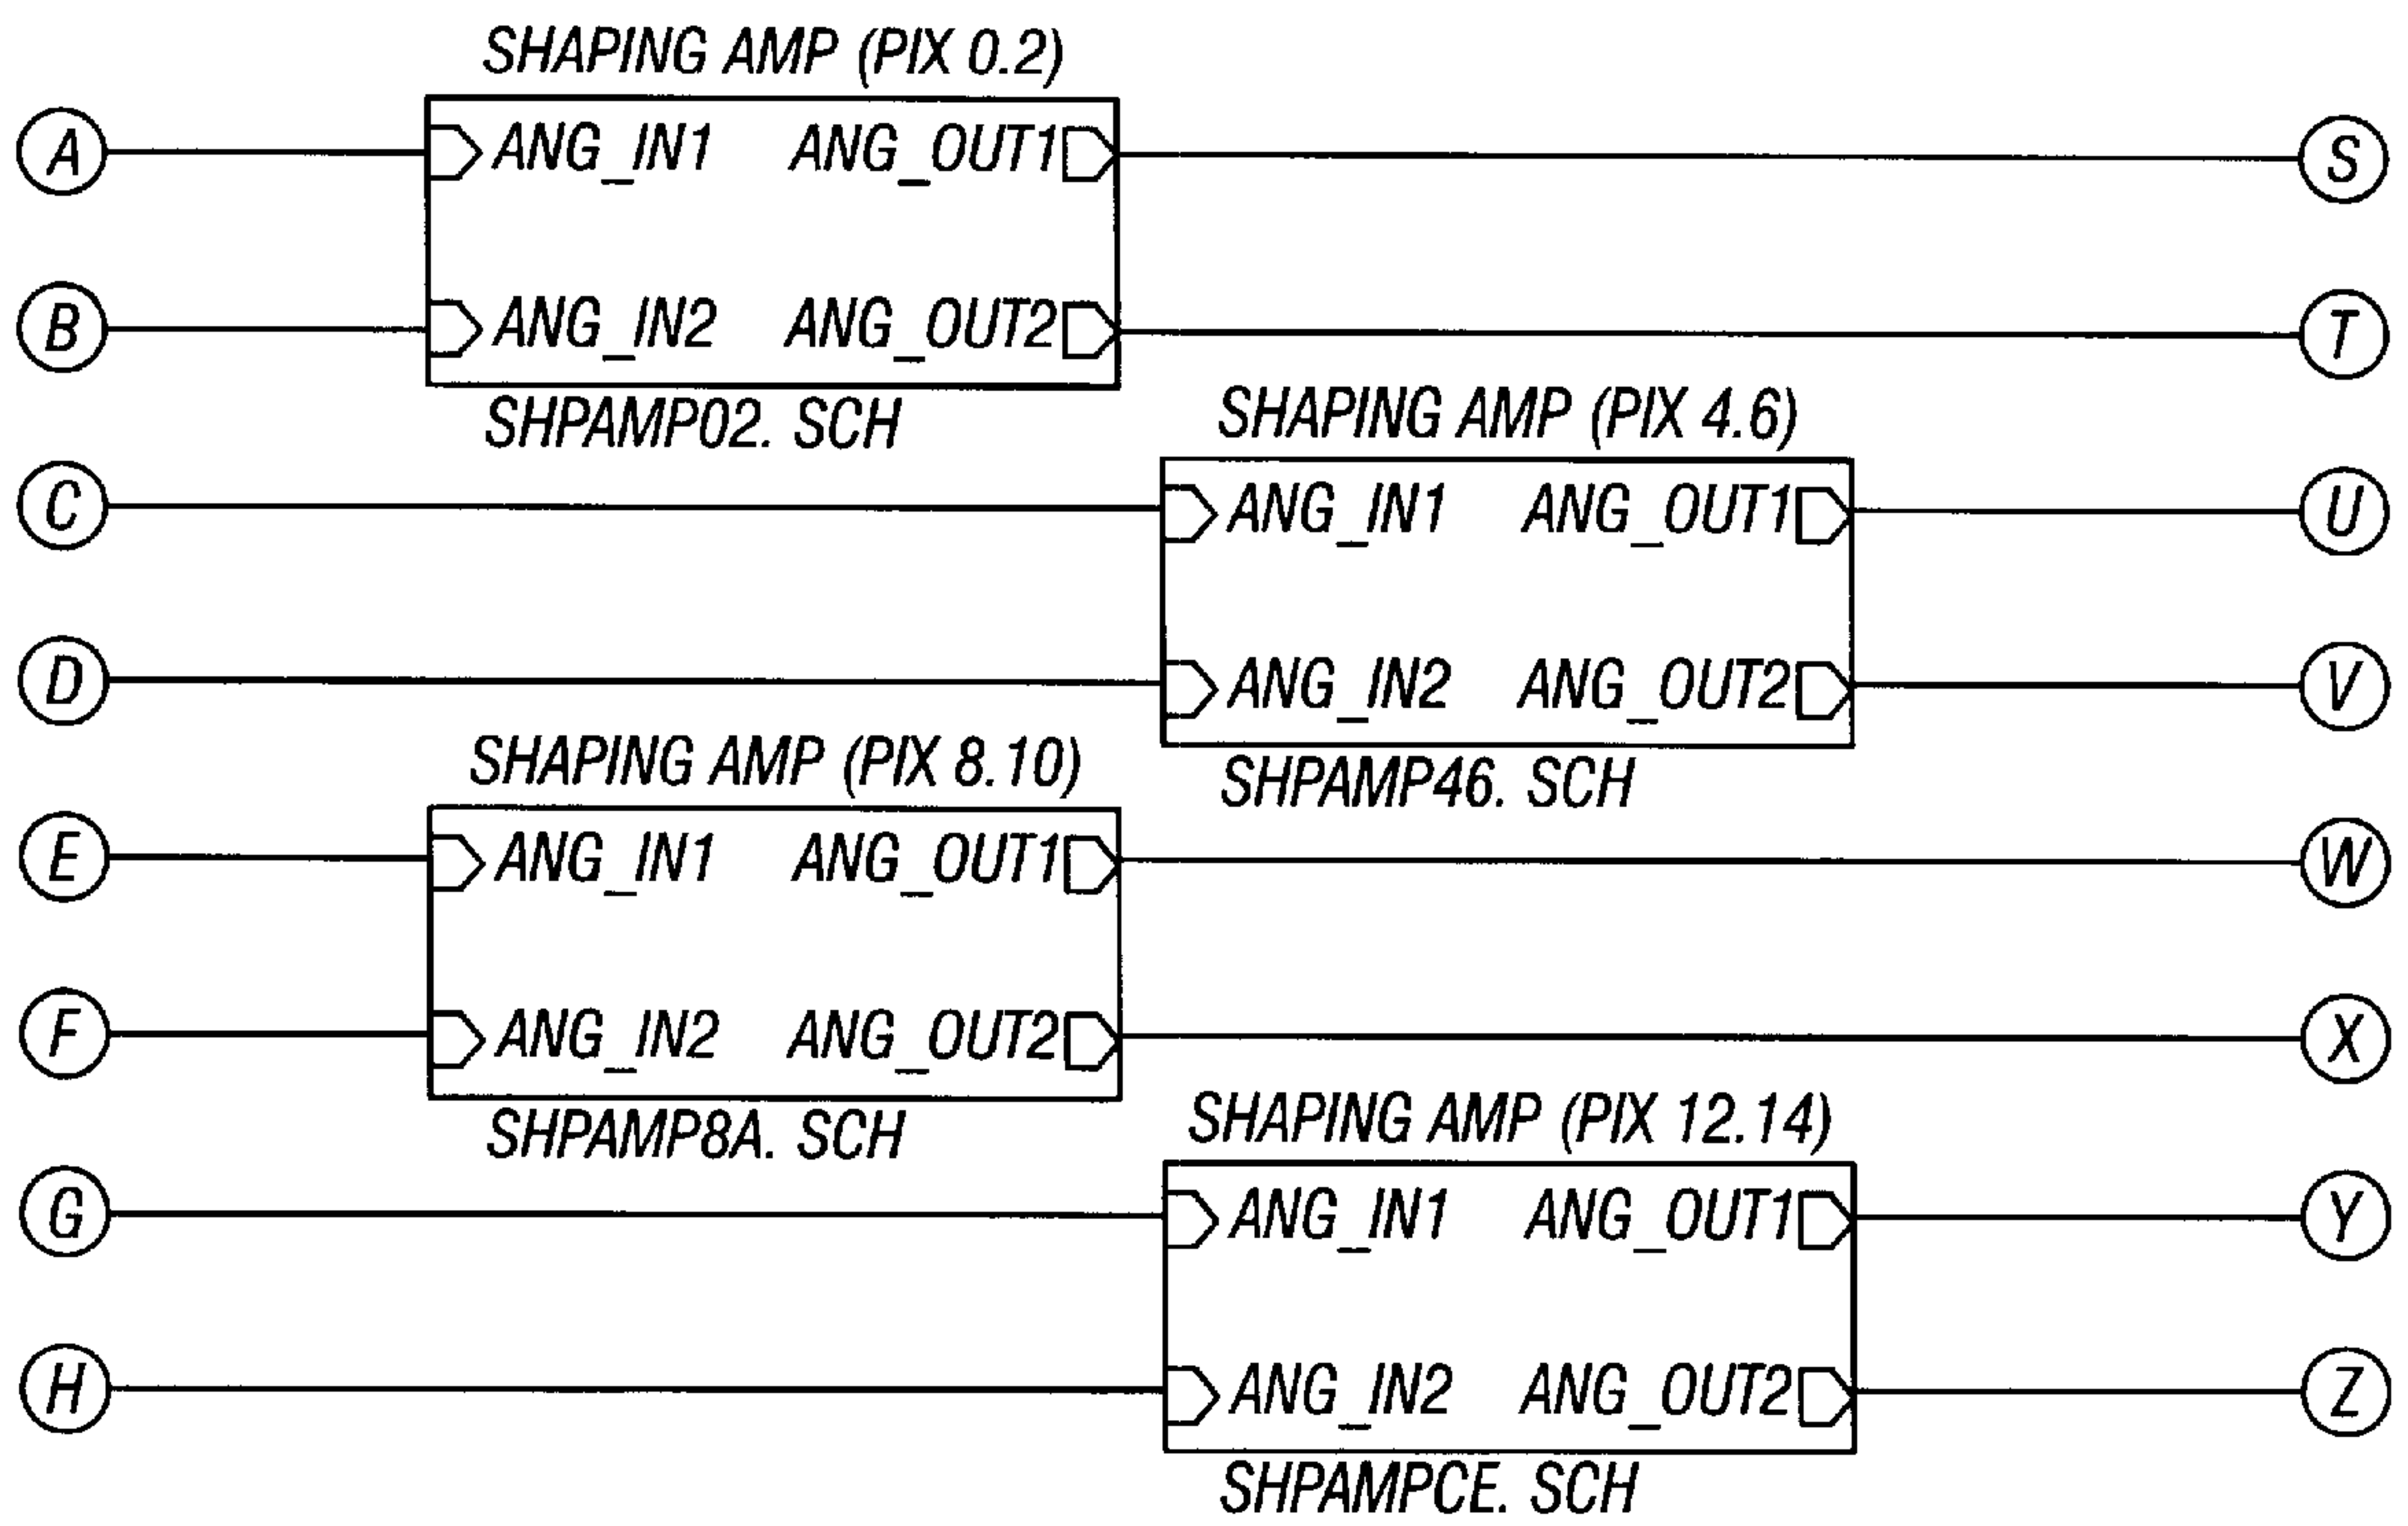 SHAPING AMP (PIX 0.2)
A
ANG_IN1 ANG_OUT1
S
B
ANG_IN2 ANG_OUT2
T
SHPAMP02. SCH
SHAPING AMP (PIX 4.6)
C
ANG_IN1 ANG_OUT1
U
D
ANG_IN2 ANG_OUT2
V
SHPAMP46. SCH
SHAPING AMP (PIX 8.10)
E
ANG_IN1 ANG_OUT1
W
F
ANG_IN2 ANG_OUT2
X
SHPAMP8A. SCH
SHAPING AMP (PIX 12.14)
G
ANG_IN1 ANG_OUT1
Y
H
ANG_IN2 ANG_OUT2
Z
SHPAMPCE. SCH